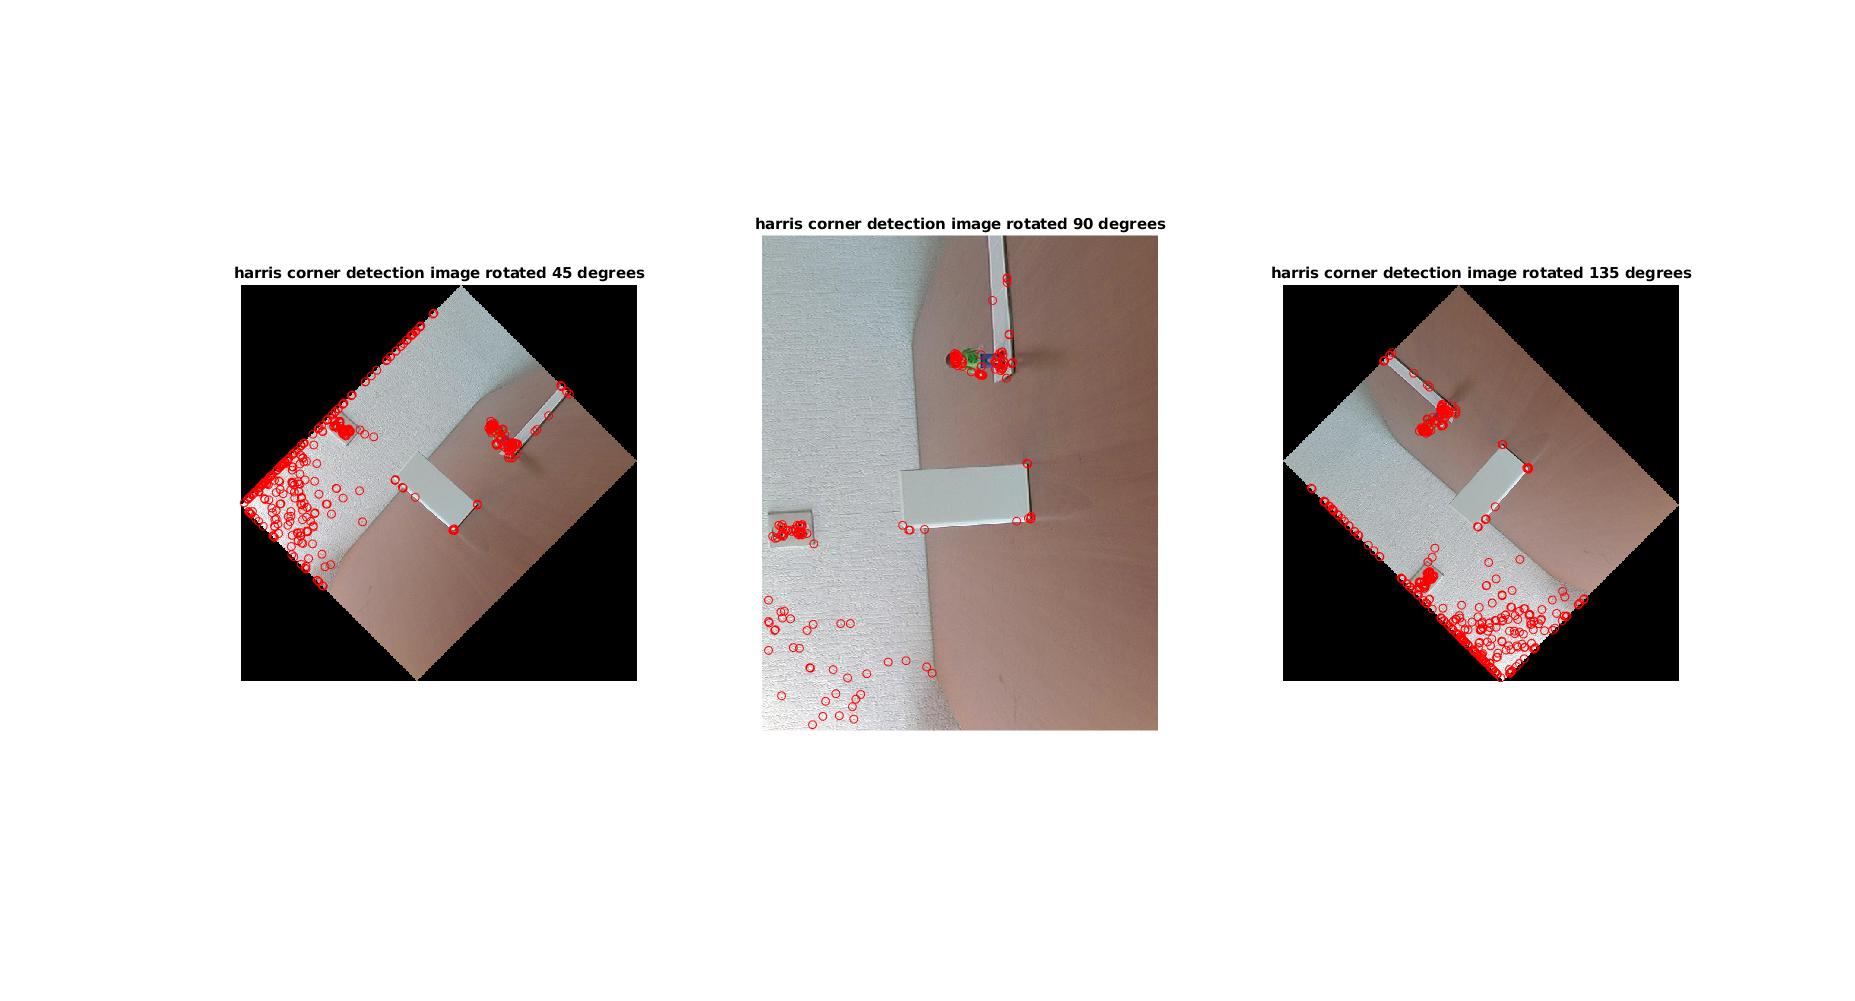 harris corner detection image rotated 45 degrees
harris corner detection image rotated 90 degrees
harris corner detection image rotated 135 degrees